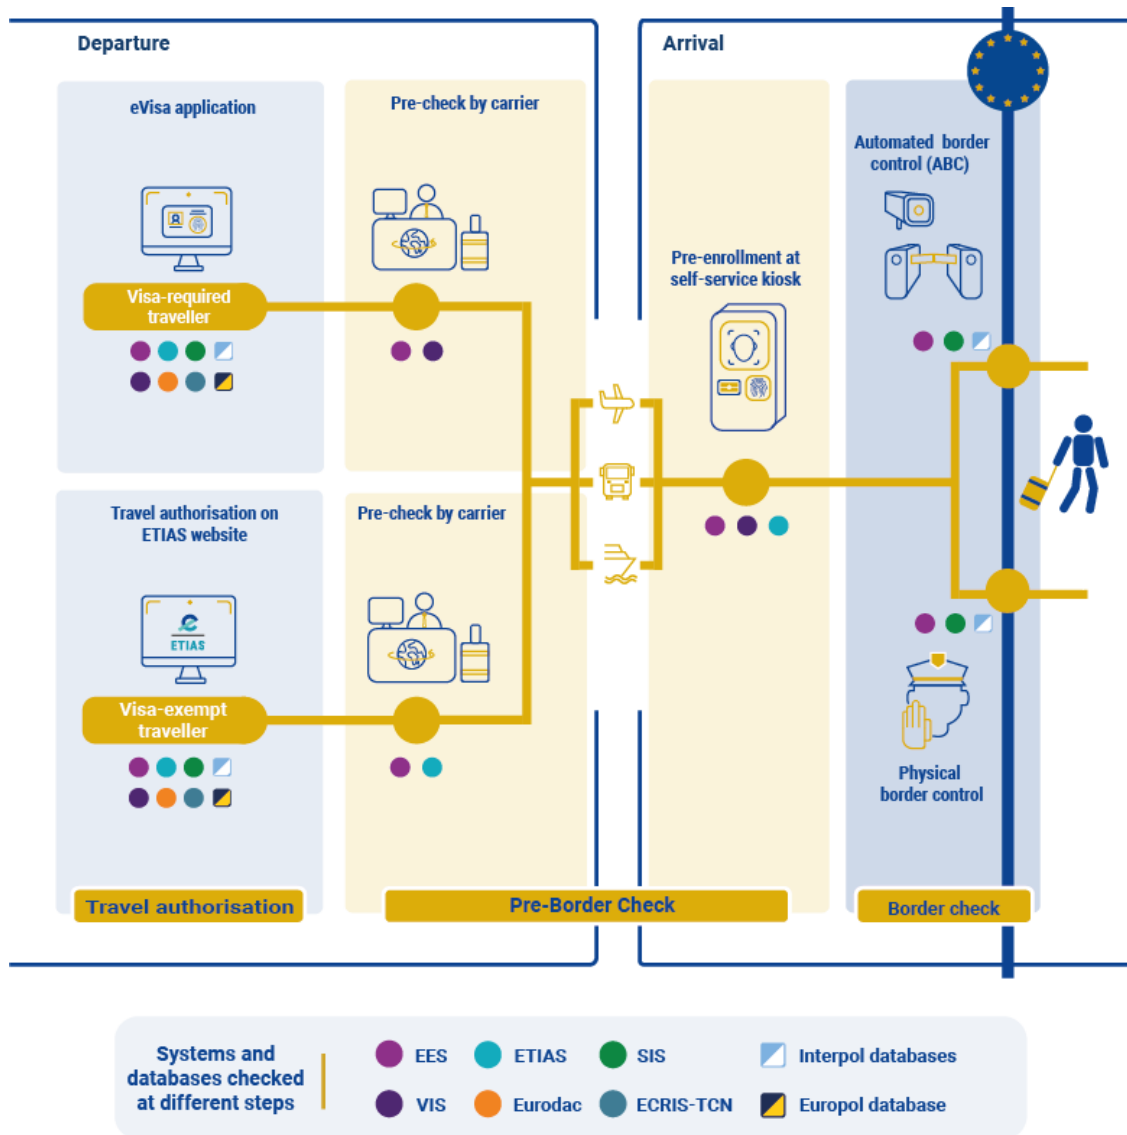 Departure
Arrival
eVisa application
Pre-check by carrier
Automated border
control (ABC)
Pre-enrollment at
self-service kiosk
Visa-required
traveller
Travel authorisation on
ETIAS website
Pre-check by carrier
ETIAS
Visa-exempt
traveller
Physical
border control
Travel authorisation
Pre-Border Check
Border check
Systems and
databases checked
at different steps
EES
ETIAS
SIS
Interpol databases
VIS
Eurodac
ECRIS-TCN
Europol database